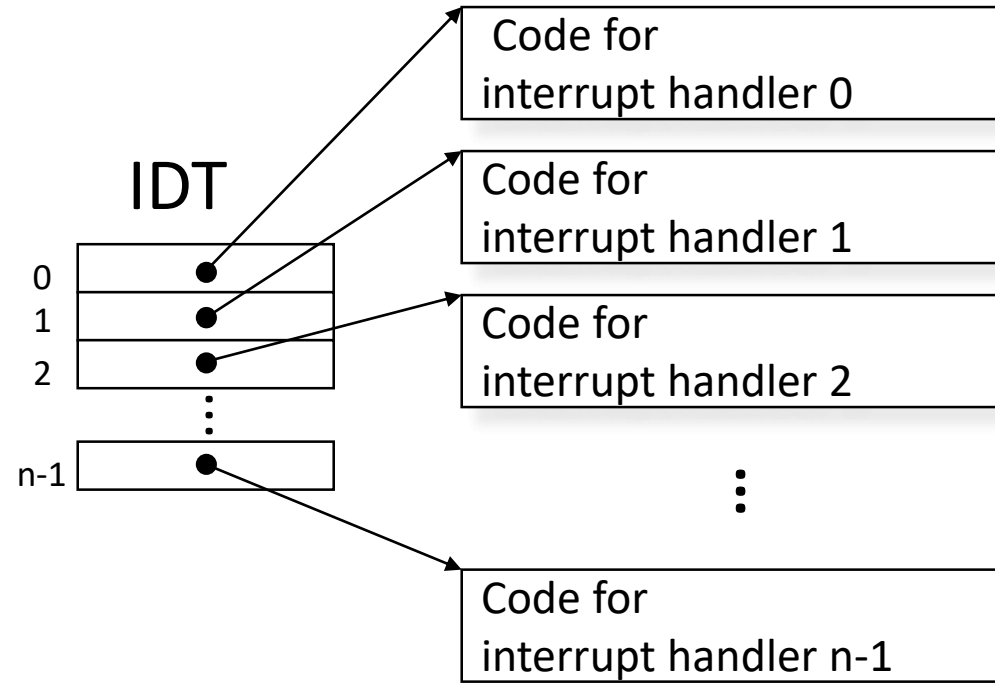 Code for
interrupt handler 0
IDT
Code for
interrupt handler 1
0
1
2
Code for
interrupt handler 2
n-1
Code for
interrupt handler n-1